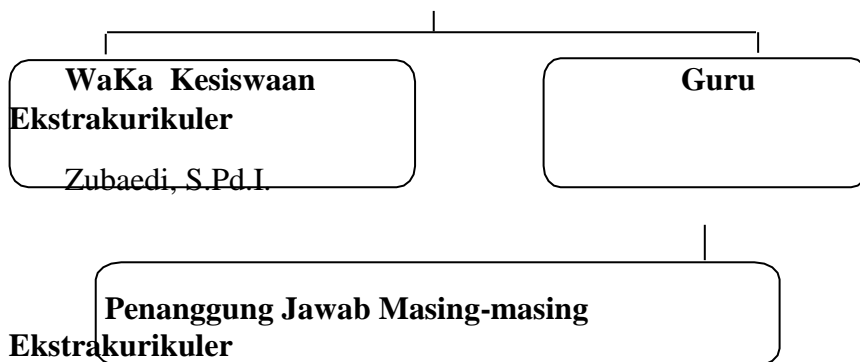 WaKa Kesiswaan
Guru
Ekstrakurikuler
Zubaedi, S.Pd.I.
Penanggung Jawab Masing-masing
Ekstrakurikuler